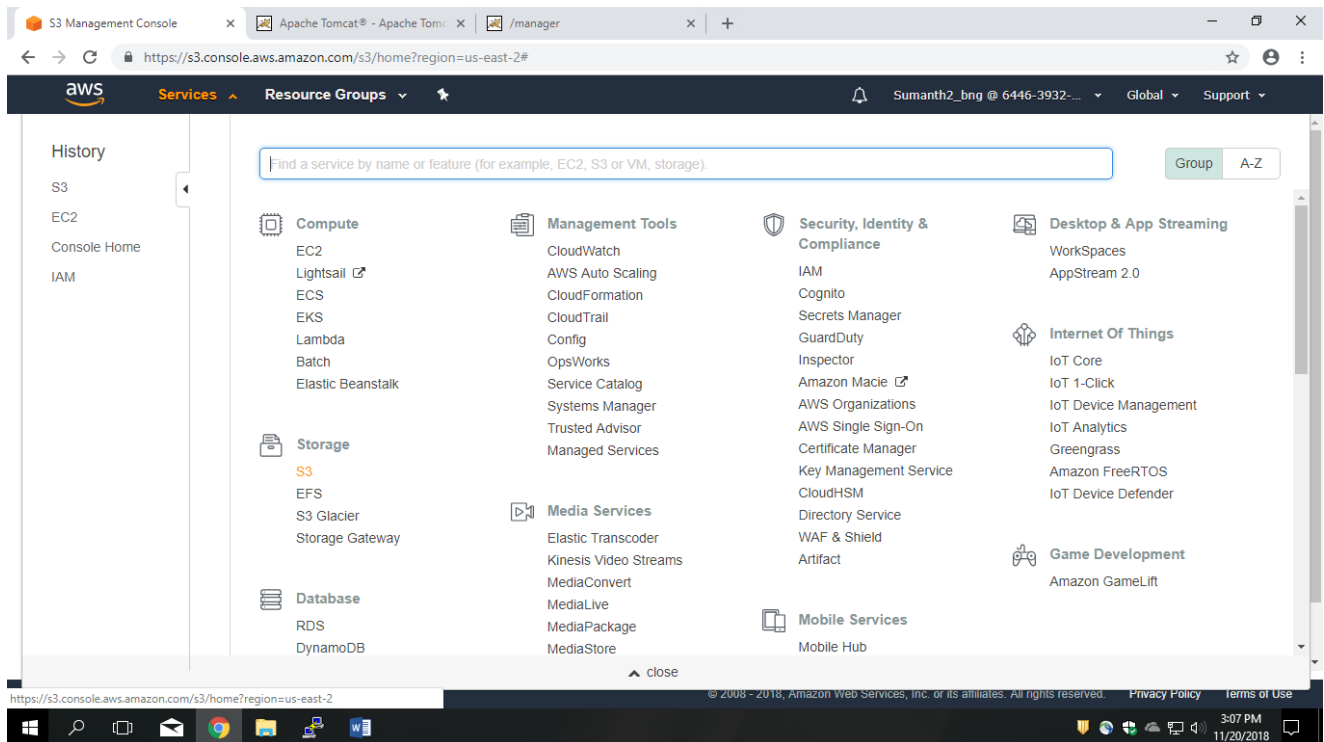 S3 Management Console
Apache Tomcat® - Apache Tomc
/manager
https://s3.console.aws.amazon.com/s3/home?region=us-east-2#
aws
Services
Resource Groups
Sumanth2_bng @ 6446-3932-...
Global
Support
History
S3
EC2
Console Home
IAM
Find a service by name or feature (for example, EC2, S3 or VM, storage).
Group
A-Z
Compute
EC2
Lightsail
ECS
EKS
Lambda
Batch
Elastic Beanstalk
Storage
S3
EFS
S3 Glacier
Storage Gateway
Database
RDS
DynamoDB
Management Tools
CloudWatch
AWS Auto Scaling
CloudFormation
CloudTrail
Config
OpsWorks
Service Catalog
Systems Manager
Trusted Advisor
Managed Services
Media Services
Elastic Transcoder
Kinesis Video Streams
MediaConvert
MediaLive
MediaPackage
MediaStore
Security, Identity &
Compliance
IAM
Cognito
Secrets Manager
GuardDuty
Inspector
Amazon Macie
AWS Organizations
AWS Single Sign-On
Certificate Manager
Key Management Service
CloudHSM
Directory Service
WAF & Shield
Artifact
Mobile Services
Mobile Hub
Desktop & App Streaming
WorkSpaces
AppStream 2.0
Internet Of Things
IoT Core
IoT 1-Click
IoT Device Management
IoT Analytics
Greengrass
Amazon FreeRTOS
IoT Device Defender
Game Development
Amazon GameLift
close
https://s3.console.aws.amazon.com/s3/home?region=us-east-2
© 2008 - 2018, Amazon Web Services, Inc. or its affiliates. All rights reserved.
Privacy Policy
Terms of Use
3:07 PM
11/20/2018